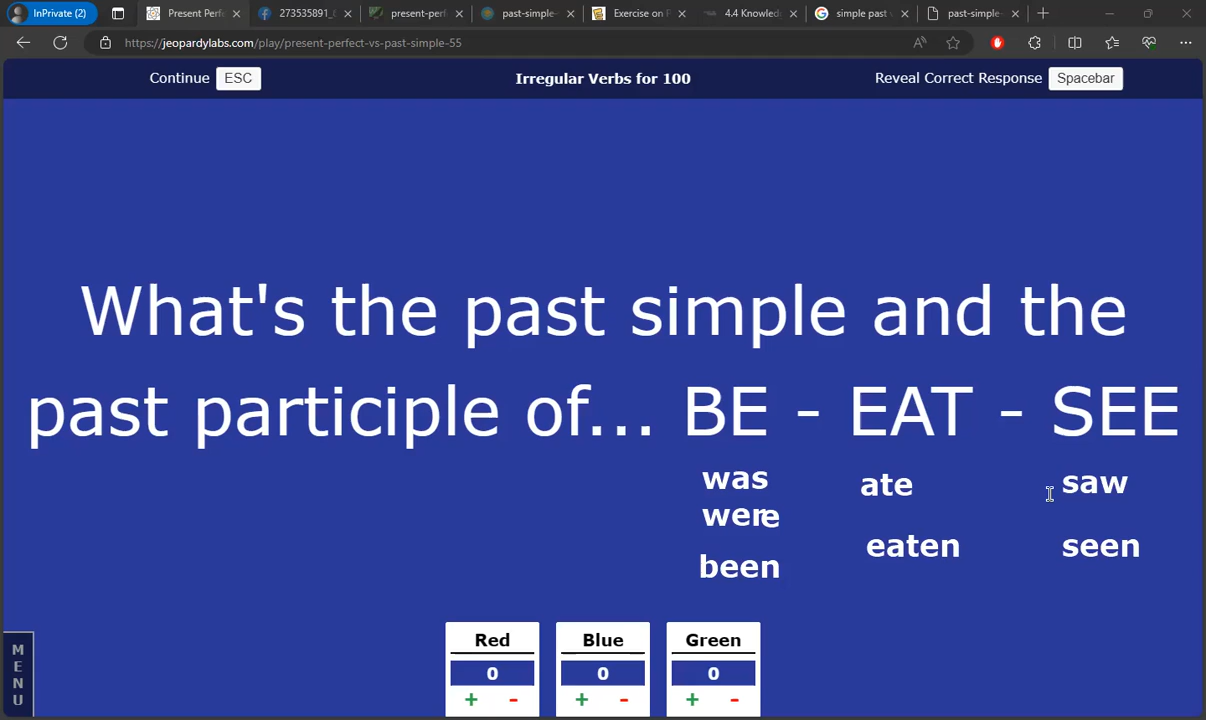 InPrivate (2) Present Perfe 273535891_( present-perf past-simple- Exercise on P 4.4 Knowledg simple past past-simple-
https://jeopardylabs.com/play/present-perfect-vs-past-simple-55
Continue ESC Irregular Verbs for 100 Reveal Correct Response Spacebar
What's the past simple and the
past participle of... BE - EAT - SEE
was ate saw
were
been eaten seen
MENU
Red Blue Green
0 0 0
+ - + - + -